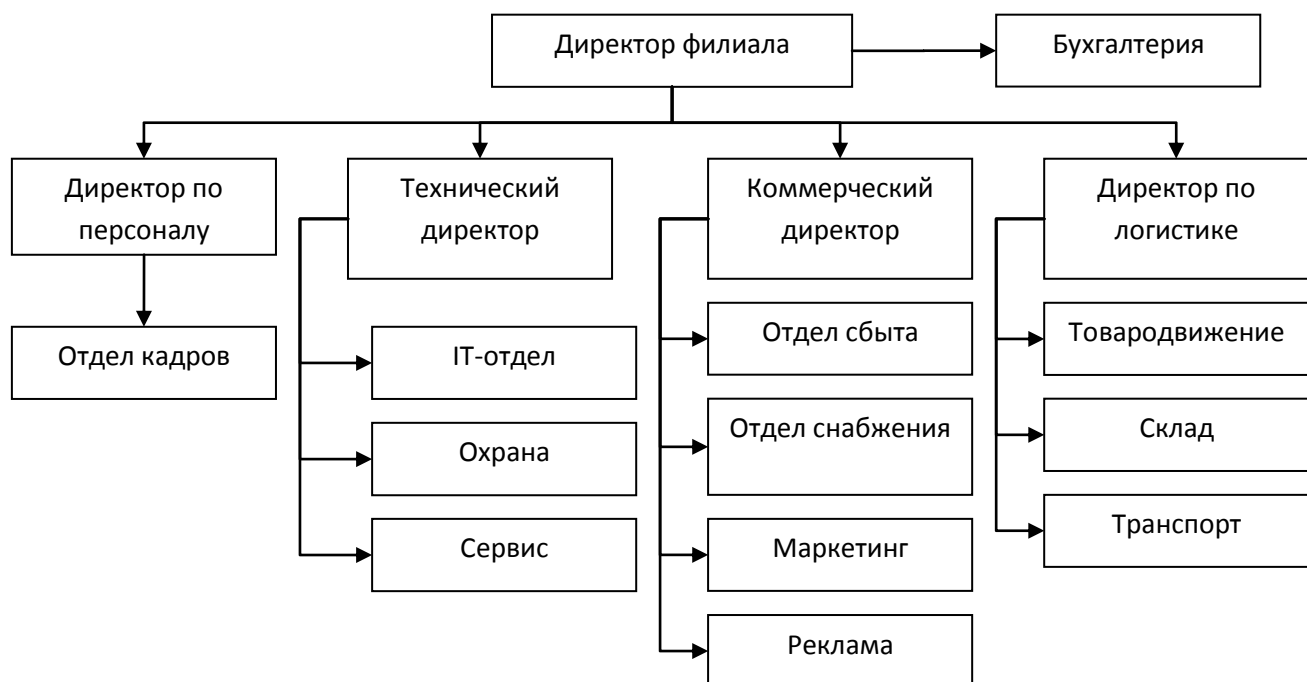 Директор филиала
Бухгалтерия
Директор по
персоналу
Технический
директор
Коммерческий
директор
Директор по
логистике
Отдел кадров
IT-отдел
Охрана
Сервис
Отдел сбыта
Отдел снабжения
Маркетинг
Реклама
Товародвижение
Склад
Транспорт